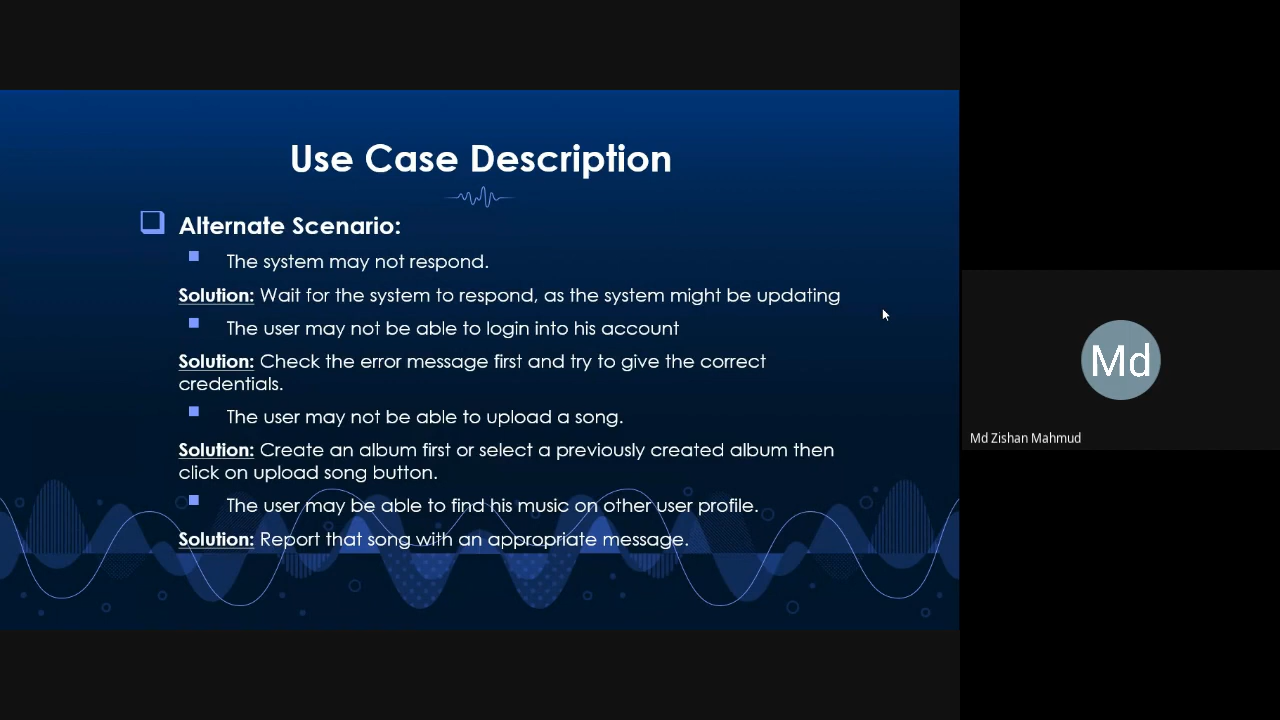 Use Case Description
Alternate Scenario:
The system may not respond.
Solution: Wait for the system to respond, as the system might be updating
The user may not be able to login into his account
Solution: Check the error message first and try to give the correct
credentials.
The user may not be able to upload a song.
Solution: Create an album first or select a previously created album then
click on upload song button.
The user may be able to find his music on other user profile.
Solution: Report that song with an appropriate message.
Md
Md Zishan Mahmud